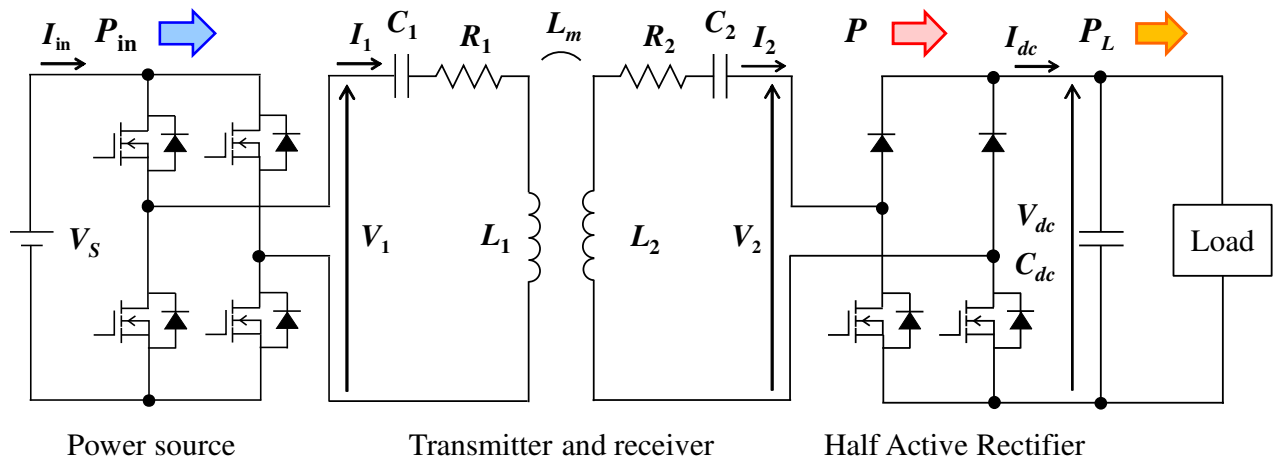 I_in P_in I_1 C_1 R_1 L_m R_2 C_2 I_2 P I_dc P_L
V_S V_1 L_1 L_2 V_2 V_dc C_dc Load
Power source Transmitter and receiver Half Active Rectifier